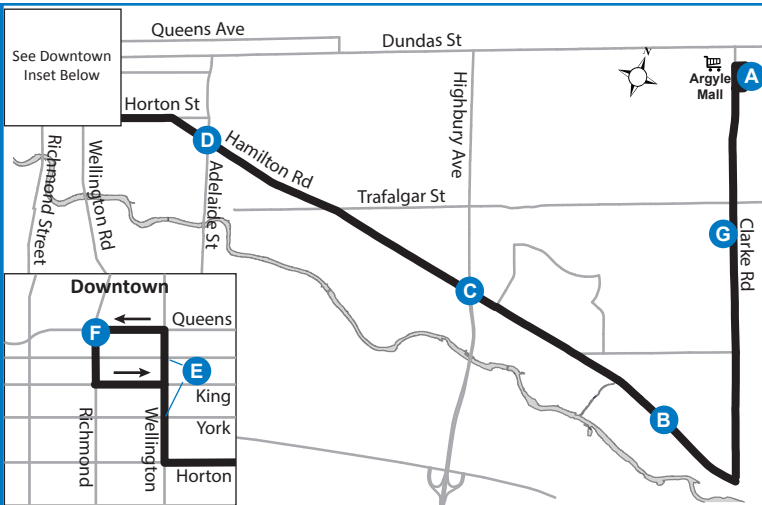 Queens Ave
Dundas St
See Downtown
Inset Below
N
Argyle
Mall
A
Horton St
Highbury Ave
D
Hamilton Rd
Richmond Street
Wellington Rd
Adelaide St
Trafalgar St
G
Clarke Rd
C
B
Downtown
Queens
F
E
King
Richmond
Wellington
York
Horton